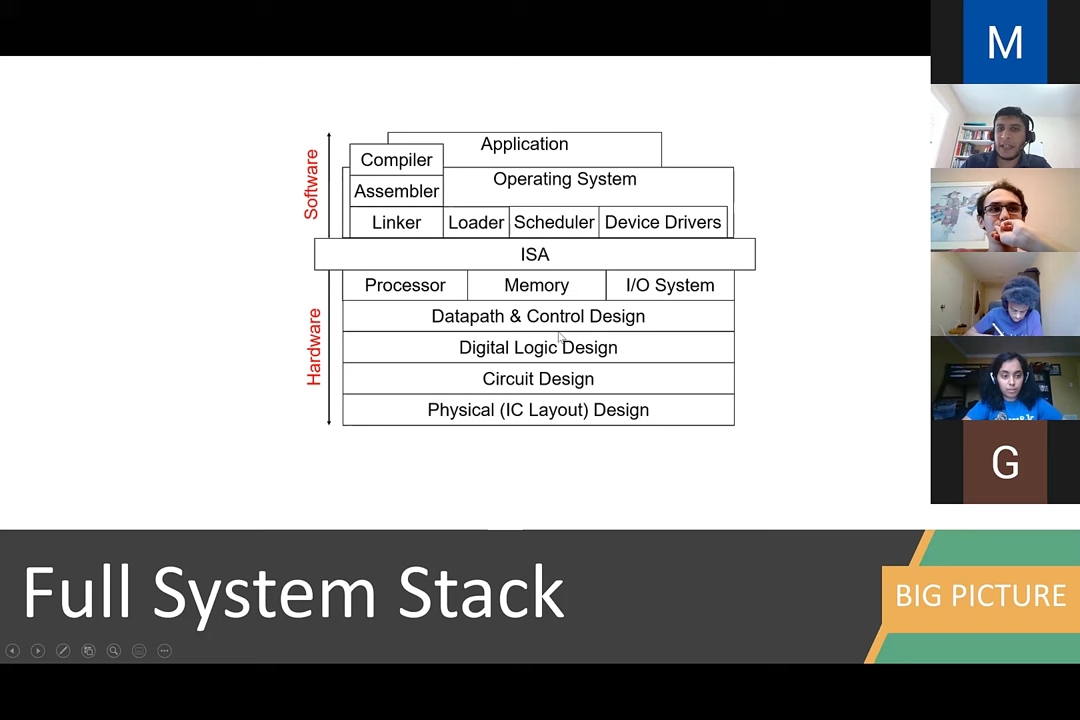 M
Software
Application
Compiler
Operating System
Assembler
Linker Loader Scheduler Device Drivers
ISA
Processor Memory I/O System
Hardware
Datapath & Control Design
Digital Logic Design
Circuit Design
Physical (IC Layout) Design
G
Full System Stack
BIG PICTURE